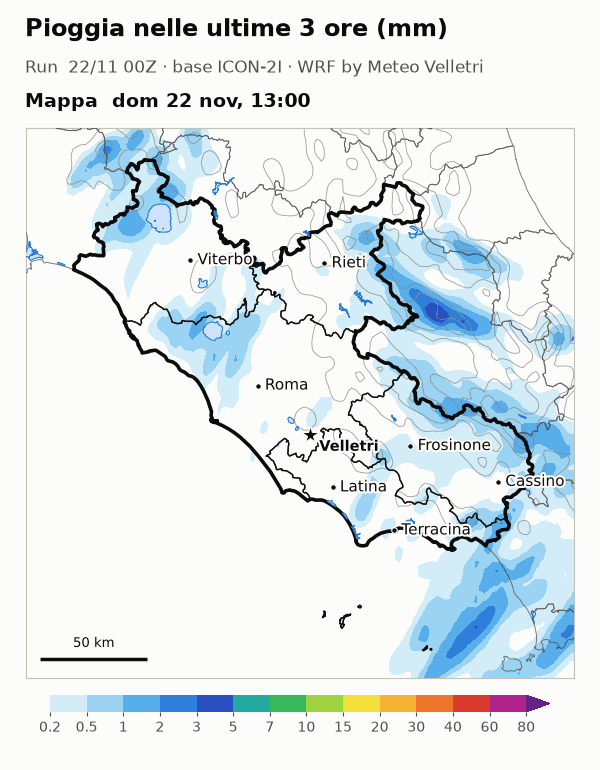 Pioggia nelle ultime 3 ore (mm)
Run  22/11 00Z · base ICON-2I · WRF by Meteo Velletri
Mappa  dom 22 nov, 13:00
Viterbo
Rieti
Roma
Velletri
Frosinone
Latina
Cassino
Terracina
50 km
0.2 0.5 1 2 3 5 7 10 15 20 30 40 60 80